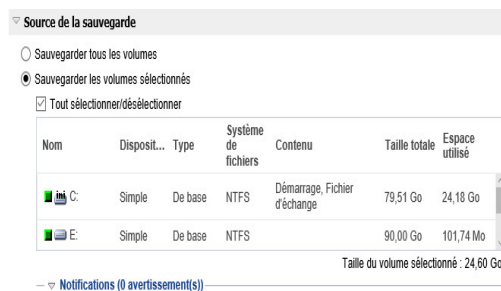 Source de la sauvegarde
Sauvegarder tous les volumes
Sauvegarder les volumes sélectionnés
Tout sélectionner/désélectionner
Nom Disposit... Type Système de fichiers Contenu Taille totale Espace utilisé
C: Simple De base NTFS Démarrage, Fichier d'échange 79,51 Go 24,18 Go
E: Simple De base NTFS 90,00 Go 101,74 Mo
Taille du volume sélectionné : 24,60 Go
Notifications (0 avertissement(s))